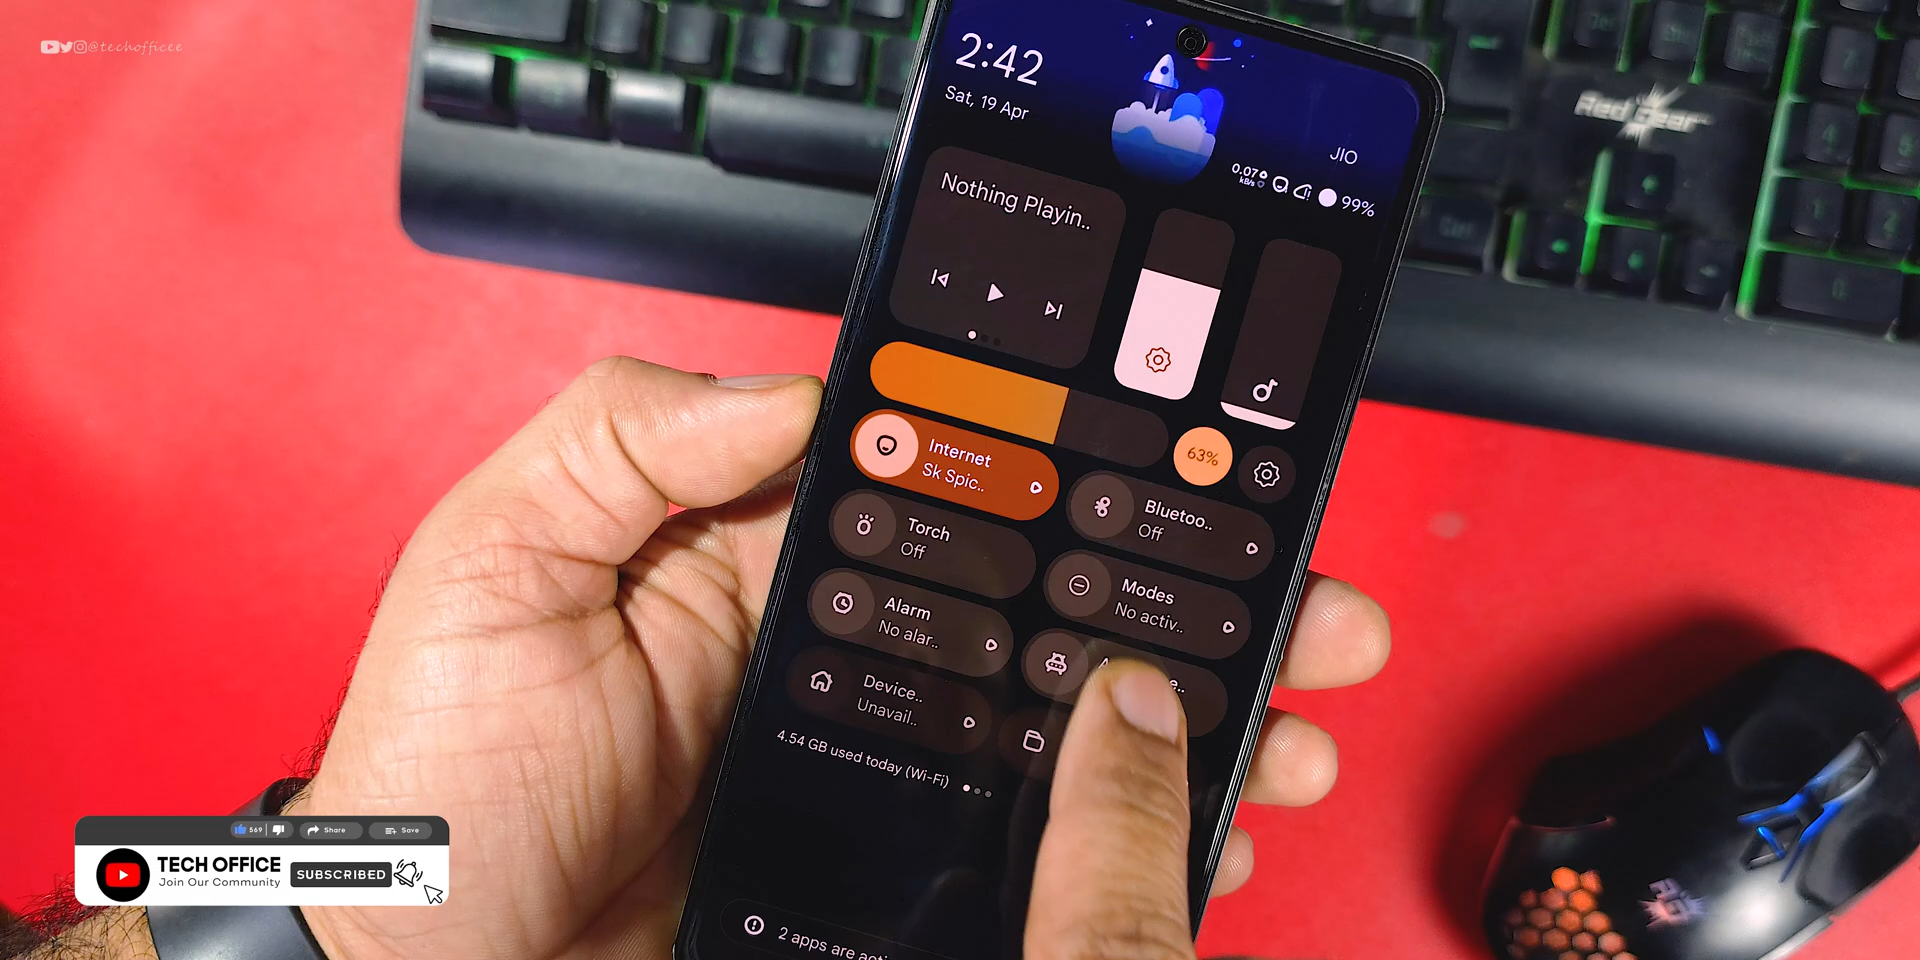 @techofficee
2:42
Sat, 19 Apr
JIO
0.07
kB/s
99%
Nothing Playin..
63%
Internet
Sk Spic..
Bluetoo..
Off
Torch
Off
Modes
No activ..
Alarm
No alar..
Device..
Unavail..
4.54 GB used today (Wi-Fi)
2 apps are acti
Red Gear
569
Share
Save
TECH OFFICE
Join Our Community
SUBSCRIBED